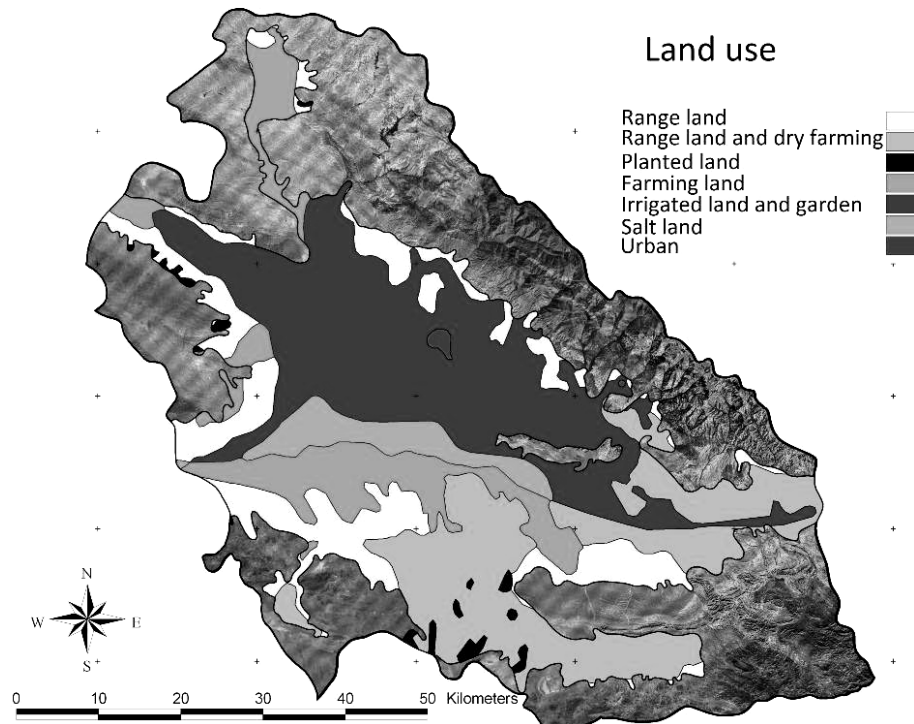 Land use
Range land
Range land and dry farming
Planted land
Farming land
Irrigated land and garden
Salt land
Urban
N
W E
S
0 10 20 30 40 50 Kilometers